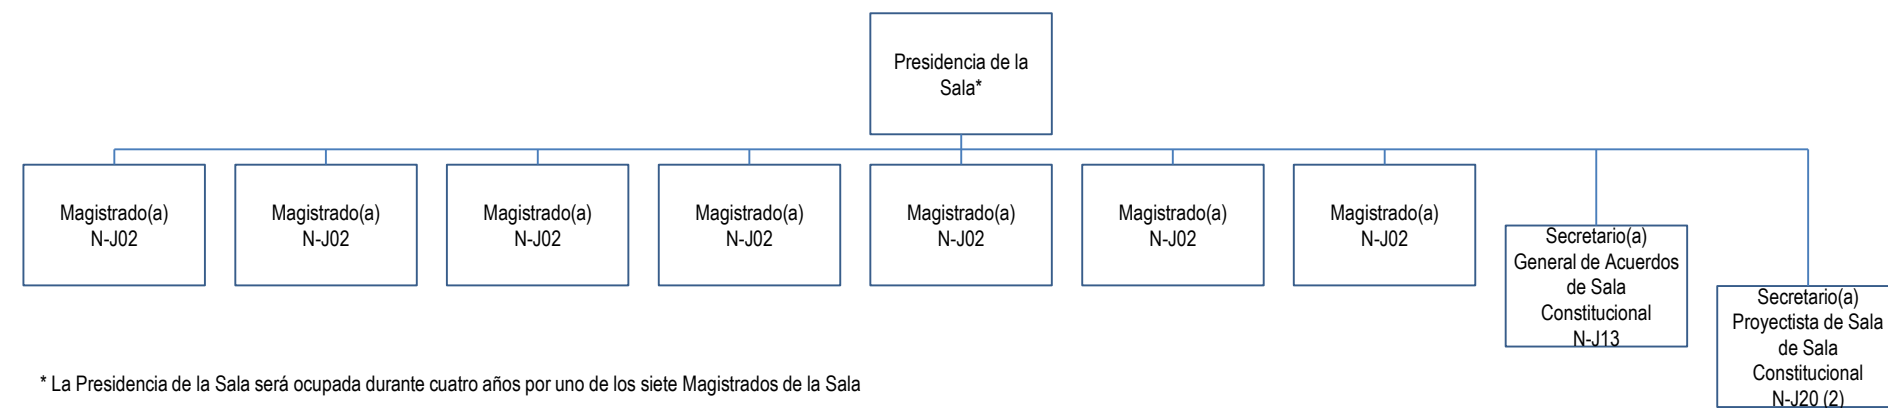 Presidencia de la
Sala*
Magistrado(a)
N-J02
Magistrado(a)
N-J02
Magistrado(a)
N-J02
Magistrado(a)
N-J02
Magistrado(a)
N-J02
Magistrado(a)
N-J02
Magistrado(a)
N-J02
Secretario(a)
General de Acuerdos
de Sala
Constitucional
N-J13
Secretario(a)
Proyectista de Sala
de Sala
Constitucional
N-J20 (2)
* La Presidencia de la Sala será ocupada durante cuatro años por uno de los siete Magistrados de la Sala